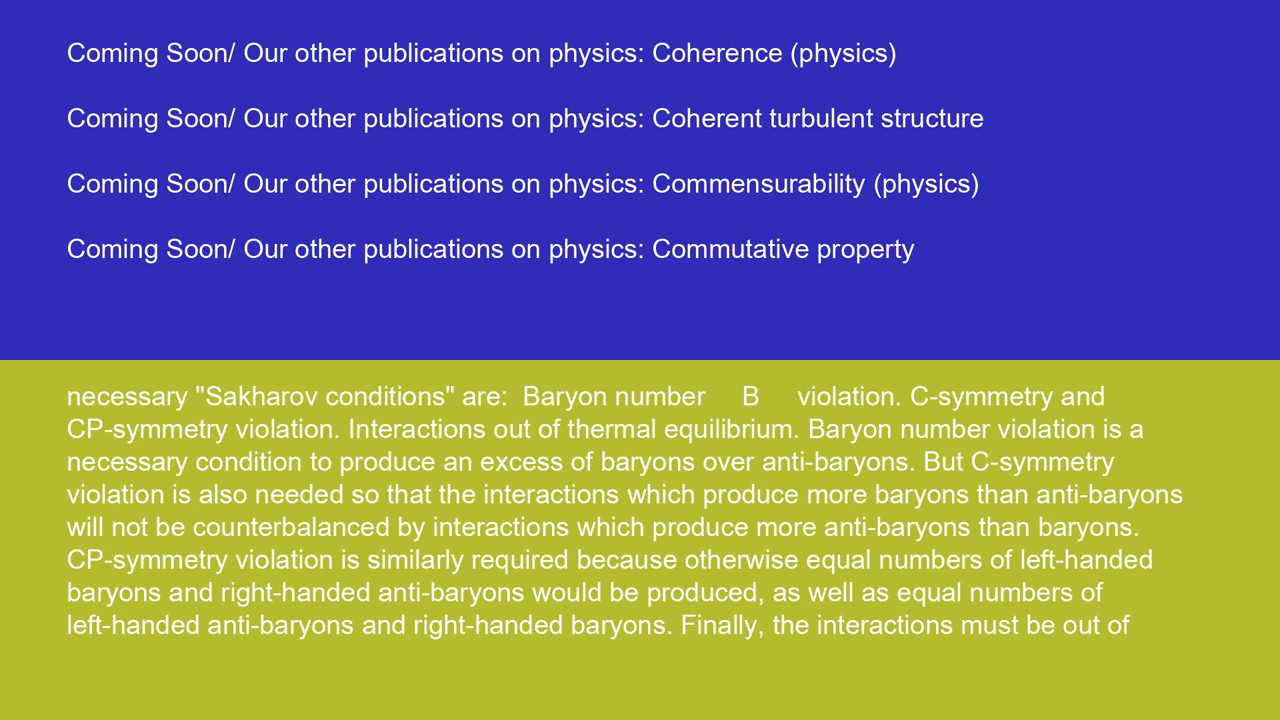 Coming Soon/ Our other publications on physics: Coherence (physics)
Coming Soon/ Our other publications on physics: Coherent turbulent structure
Coming Soon/ Our other publications on physics: Commensurability (physics)
Coming Soon/ Our other publications on physics: Commutative property
necessary "Sakharov conditions" are:  Baryon number     B     violation. C-symmetry and
CP-symmetry violation. Interactions out of thermal equilibrium. Baryon number violation is a
necessary condition to produce an excess of baryons over anti-baryons. But C-symmetry
violation is also needed so that the interactions which produce more baryons than anti-baryons
will not be counterbalanced by interactions which produce more anti-baryons than baryons.
CP-symmetry violation is similarly required because otherwise equal numbers of left-handed
baryons and right-handed anti-baryons would be produced, as well as equal numbers of
left-handed anti-baryons and right-handed baryons. Finally, the interactions must be out of